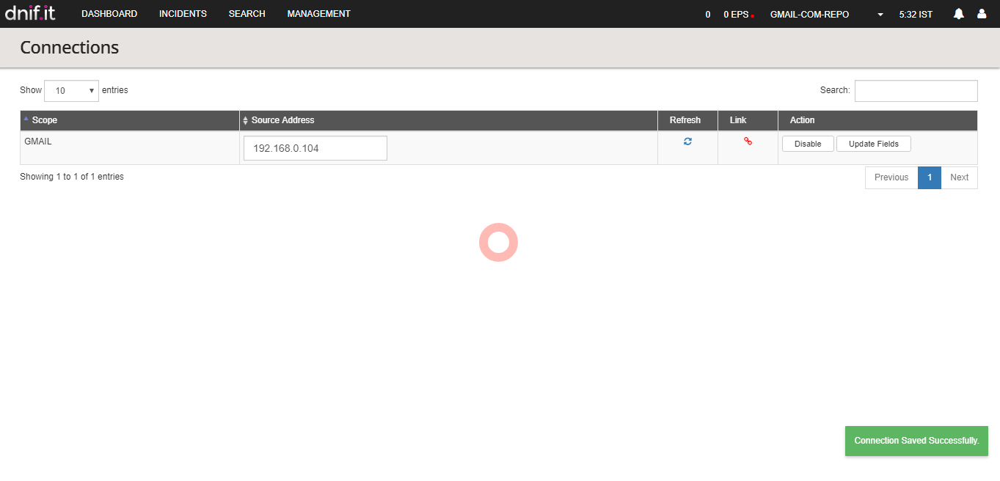 dnif.it DASHBOARD INCIDENTS SEARCH MANAGEMENT 0 0 EPS GMAIL-COM-REPO 5:32 IST
Connections
Show 10 entries Search:
Scope Source Address Refresh Link Action
GMAIL 192.168.0.104 Disable Update Fields
Showing 1 to 1 of 1 entries Previous 1 Next
Connection Saved Successfully.